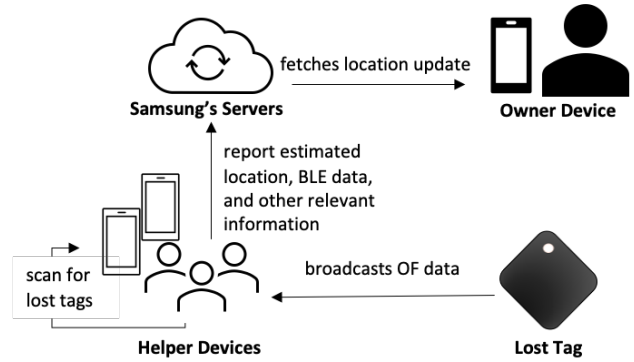 fetches location update
Samsung's Servers
Owner Device
report estimated
location, BLE data,
and other relevant
information
scan for
lost tags
broadcasts OF data
Helper Devices
Lost Tag